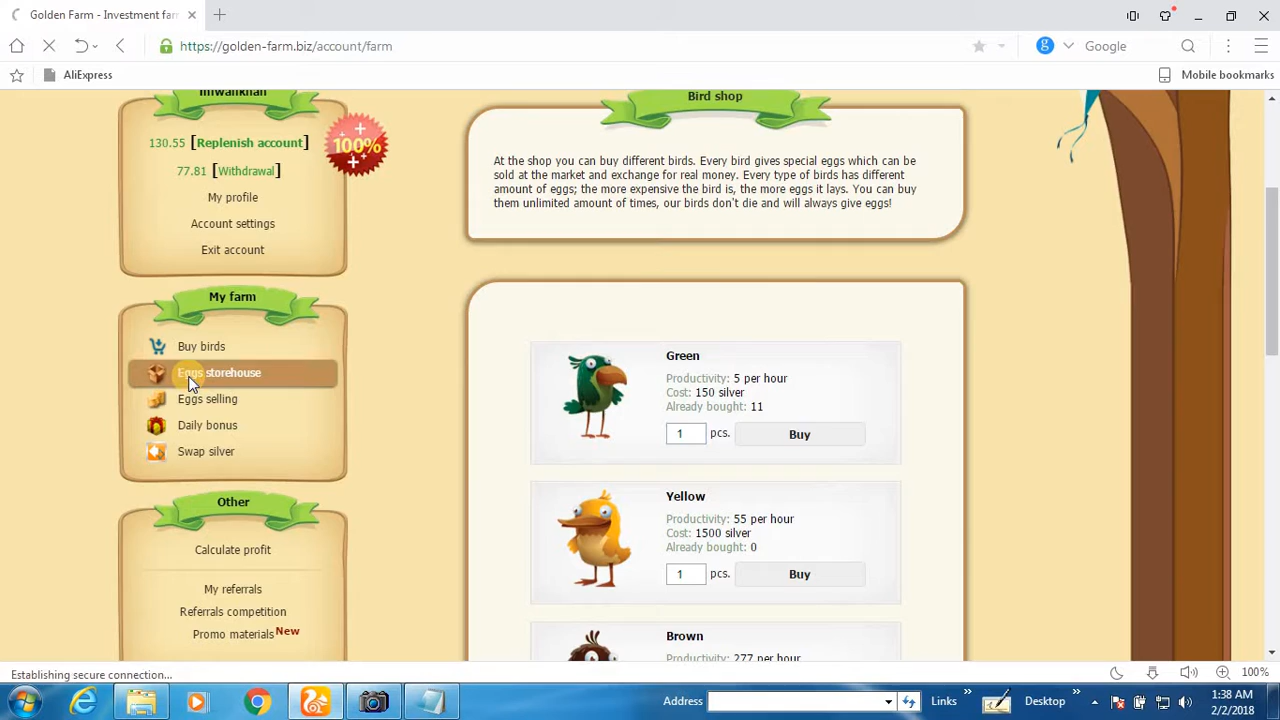 Golden Farm - Investment far
https://golden-farm.biz/account/farm
Google
AliExpress
Mobile bookmarks
130.55 [Replenish account]
100%
77.81 [Withdrawal]
My profile
Account settings
Exit account
My farm
Buy birds
Eggs storehouse
Eggs selling
Daily bonus
Swap silver
Other
Calculate profit
My referrals
Referrals competition
Promo materials New
Bird shop
At the shop you can buy different birds. Every bird gives special eggs which can be
sold at the market and exchange for real money. Every type of birds has different
amount of eggs; the more expensive the bird is, the more eggs it lays. You can buy
them unlimited amount of times, our birds don't die and will always give eggs!
Green
Productivity: 5 per hour
Cost: 150 silver
Already bought: 11
1 pcs. Buy
Yellow
Productivity: 55 per hour
Cost: 1500 silver
Already bought: 0
1 pcs. Buy
Brown
Productivity: 277 per hour
Establishing secure connection...
100%
Address
Links
Desktop
1:38 AM
2/2/2018